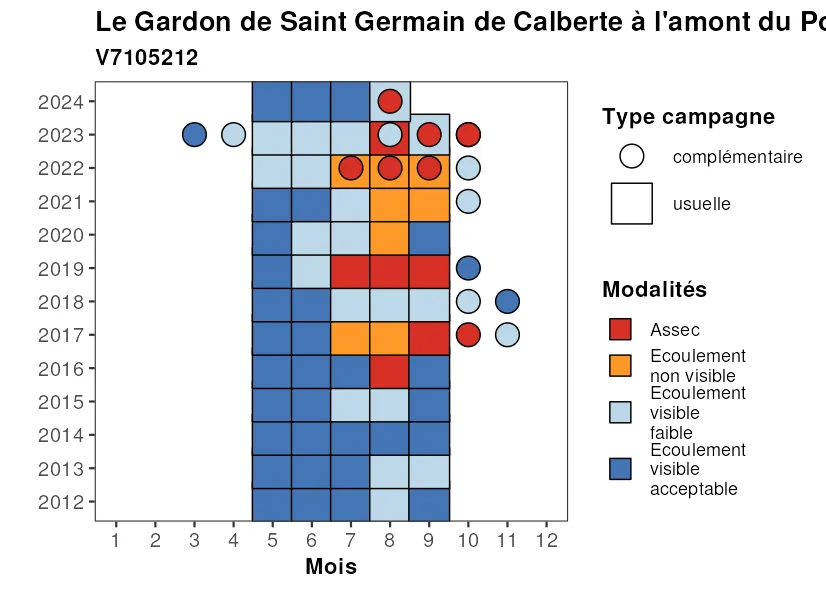 Le Gardon de Saint Germain de Calberte à l'amont du
V7105212
2024
2023
2022
2021
2020
2019
2018
2017
2016
2015
2014
2013
2012
1 2 3 4 5 6 7 8 9 10 11 12
Mois
Type campagne
complémentaire
usuelle
Modalités
Assec
Ecoulement
non visible
Ecoulement
visible
faible
Ecoulement
visible
acceptable